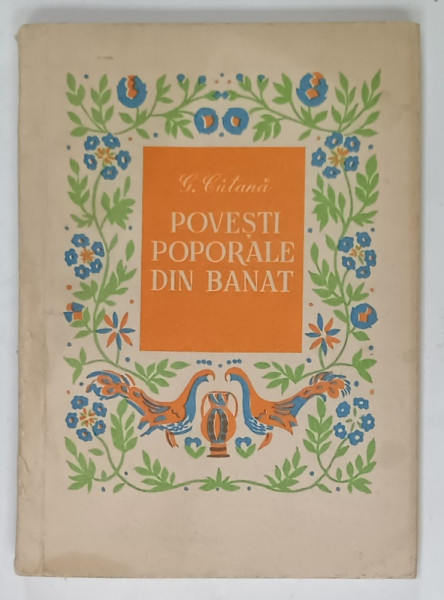 G. Cătană
POVEȘTI
POPORALE
DIN BANAT